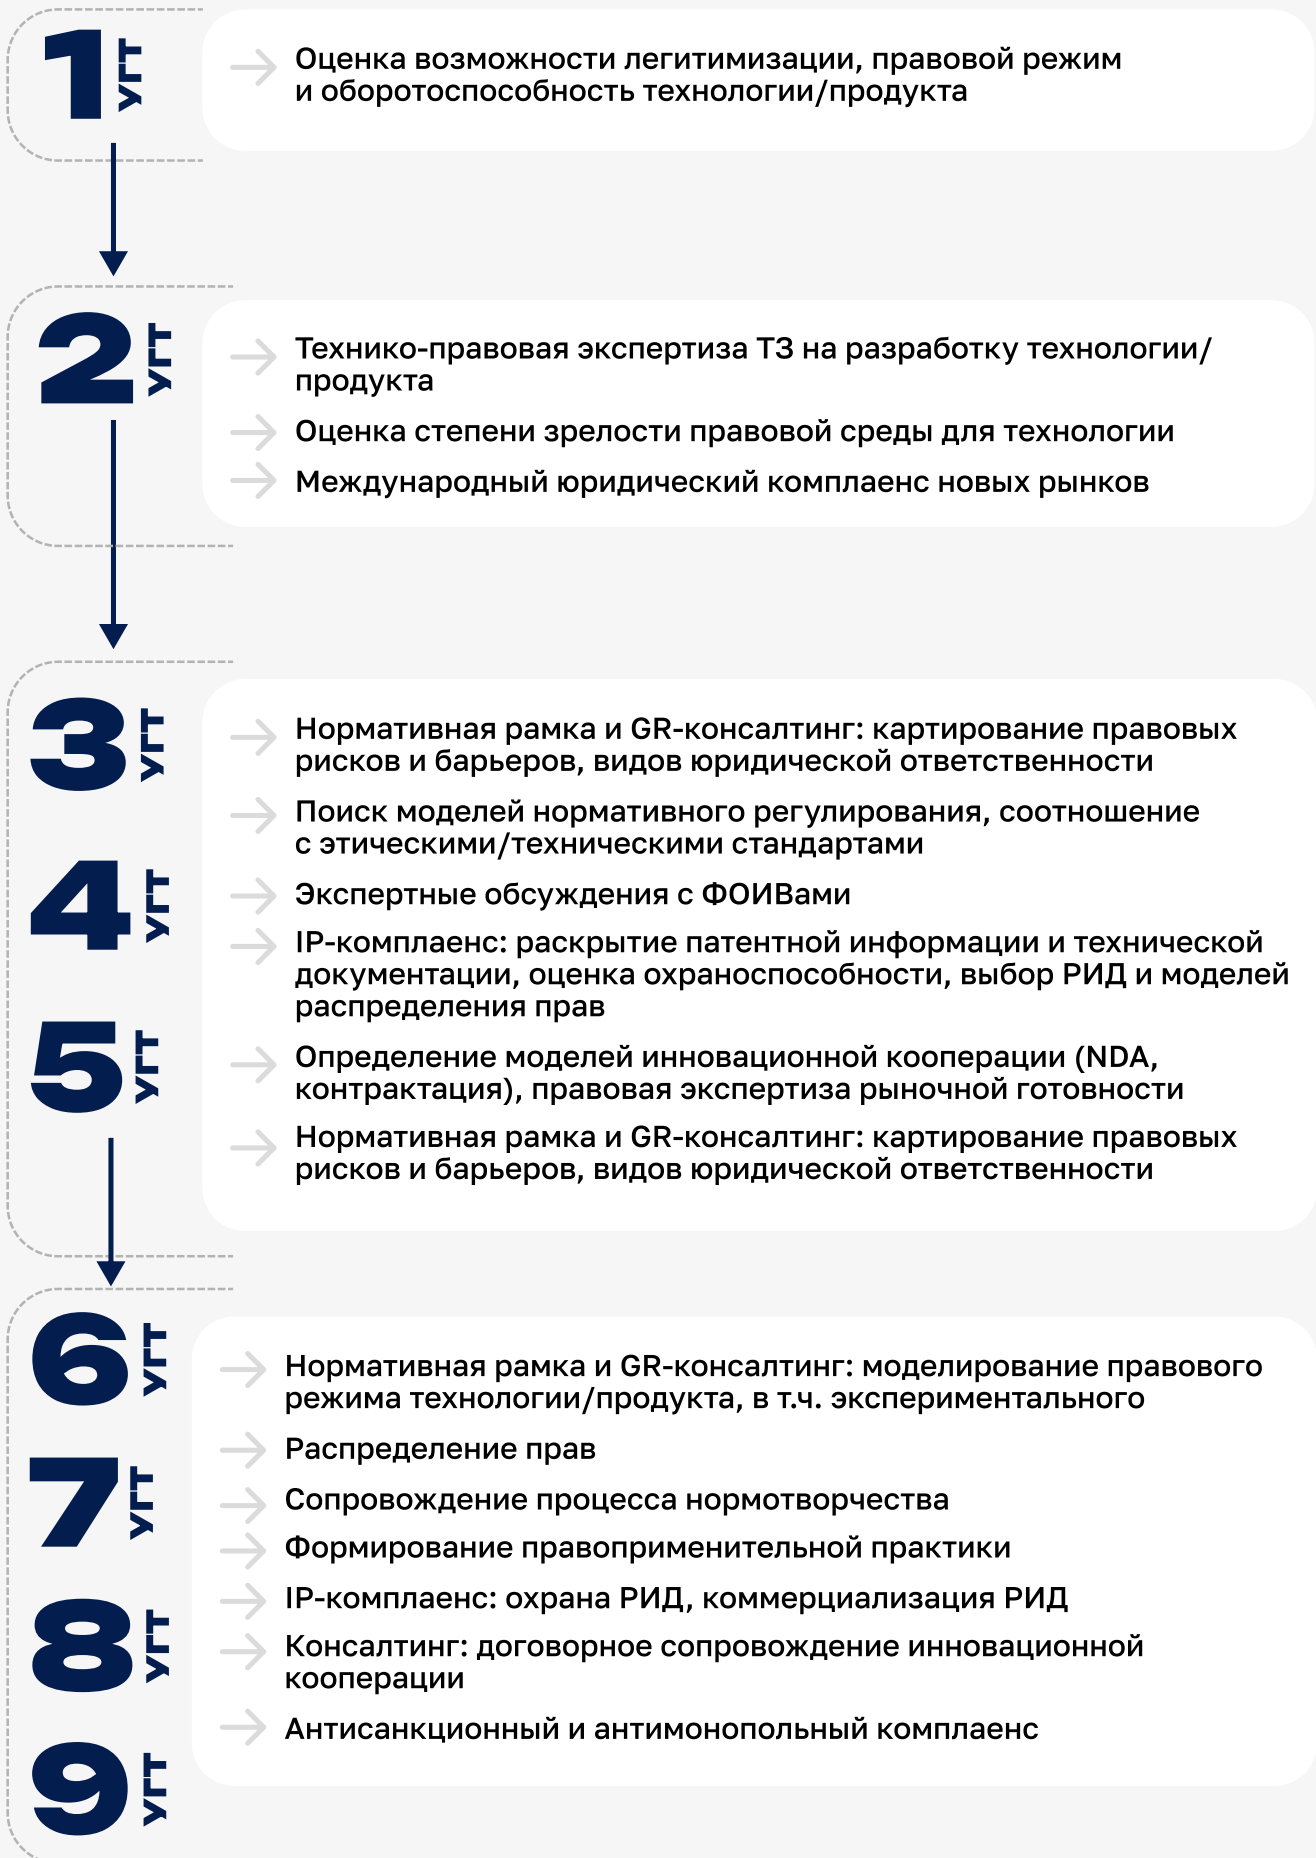 1 УГТ
Оценка возможности легитимизации, правовой режим
и оборотоспособность технологии/продукта
2 УГТ
Технико-правовая экспертиза ТЗ на разработку технологии/
продукта
Оценка степени зрелости правовой среды для технологии
Международный юридический комплаенс новых рынков
3 УГТ
4 УГТ
5 УГТ
Нормативная рамка и GR-консалтинг: картирование правовых
рисков и барьеров, видов юридической ответственности
Поиск моделей нормативного регулирования, соотношение
с этическими/техническими стандартами
Экспертные обсуждения с ФОИВами
IP-комплаенс: раскрытие патентной информации и технической
документации, оценка охраноспособности, выбор РИД и моделей
распределения прав
Определение моделей инновационной кооперации (NDA,
контрактация), правовая экспертиза рыночной готовности
Нормативная рамка и GR-консалтинг: картирование правовых
рисков и барьеров, видов юридической ответственности
6 УГТ
7 УГТ
8 УГТ
9 УГТ
Нормативная рамка и GR-консалтинг: моделирование правового
режима технологии/продукта, в т.ч. экспериментального
Распределение прав
Сопровождение процесса нормотворчества
Формирование правоприменительной практики
IP-комплаенс: охрана РИД, коммерциализация РИД
Консалтинг: договорное сопровождение инновационной
кооперации
Антисанкционный и антимонопольный комплаенс